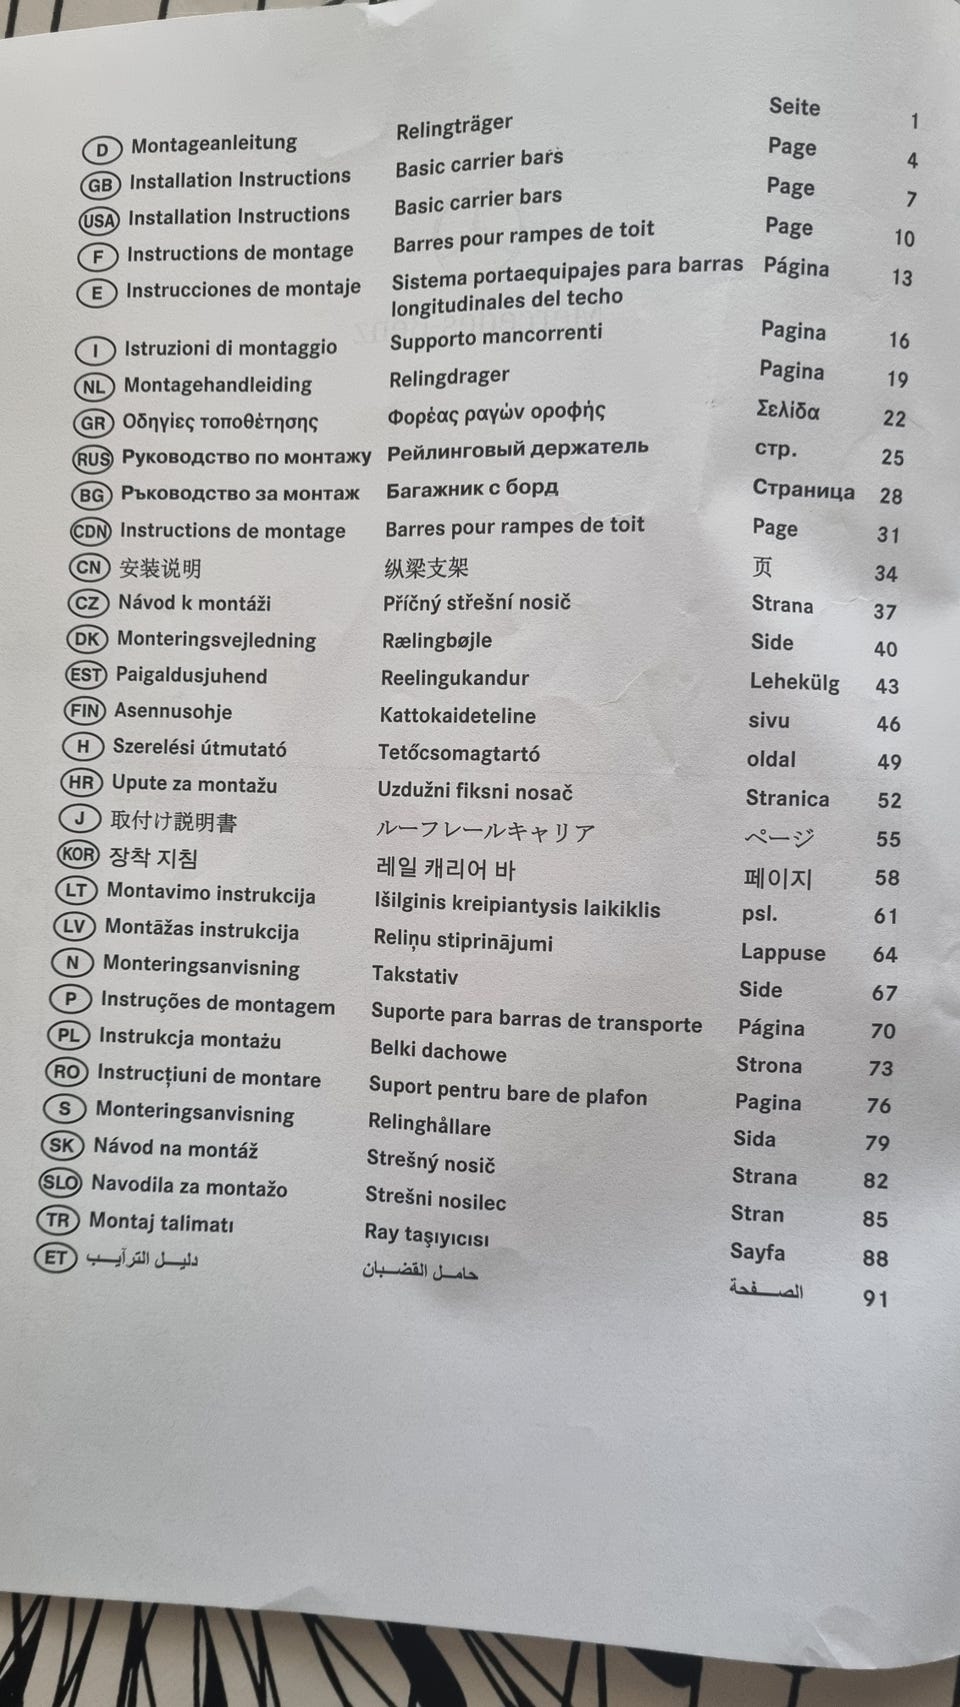 D Montageanleitung Relingträger Seite 1
GB Installation Instructions Basic carrier bars Page 4
USA Installation Instructions Basic carrier bars Page 7
F Instructions de montage Barres pour rampes de toit Page 10
E Instrucciones de montaje Sistema portaequipajes para barras Página 13
longitudinales del techo
I Istruzioni di montaggio Supporto mancorrenti Pagina 16
NL Montagehandleiding Relingdrager Pagina 19
GR Οδηγίες τοποθέτησης Φορέας ραγών οροφής Σελίδα 22
RUS Руководство по монтажу Рейлинговый держатель стр. 25
BG Ръководство за монтаж Багажник с борд Страница 28
CDN Instructions de montage Barres pour rampes de toit Page 31
CN 安装说明 纵梁支架 页 34
CZ Návod k montáži Příčný střešní nosič Strana 37
DK Monteringsvejledning Rælingbøjle Side 40
EST Paigaldusjuhend Reelingukandur Lehekülg 43
FIN Asennusohje Kattokaideteline sivu 46
H Szerelési útmutató Tetőcsomagtartó oldal 49
HR Upute za montažu Uzdužni fiksni nosač Stranica 52
J 取付け説明書 ルーフレールキャリア ページ 55
KOR 장착 지침 레일 캐리어 바 페이지 58
LT Montavimo instrukcija Išilginis kreipiantysis laikiklis psl. 61
LV Montāžas instrukcija Reliņu stiprinājumi Lappuse 64
N Monteringsanvisning Takstativ Side 67
P Instruções de montagem Suporte para barras de transporte Página 70
PL Instrukcja montażu Belki dachowe Strona 73
RO Instrucțiuni de montare Suport pentru bare de plafon Pagina 76
S Monteringsanvisning Relinghållare Sida 79
SK Návod na montáž Strešný nosič Strana 82
SLO Navodila za montažo Strešni nosilec Stran 85
TR Montaj talimatı Ray taşıyıcısı Sayfa 88
ET دليل الترآيب حامل القضبان الصفحة 91